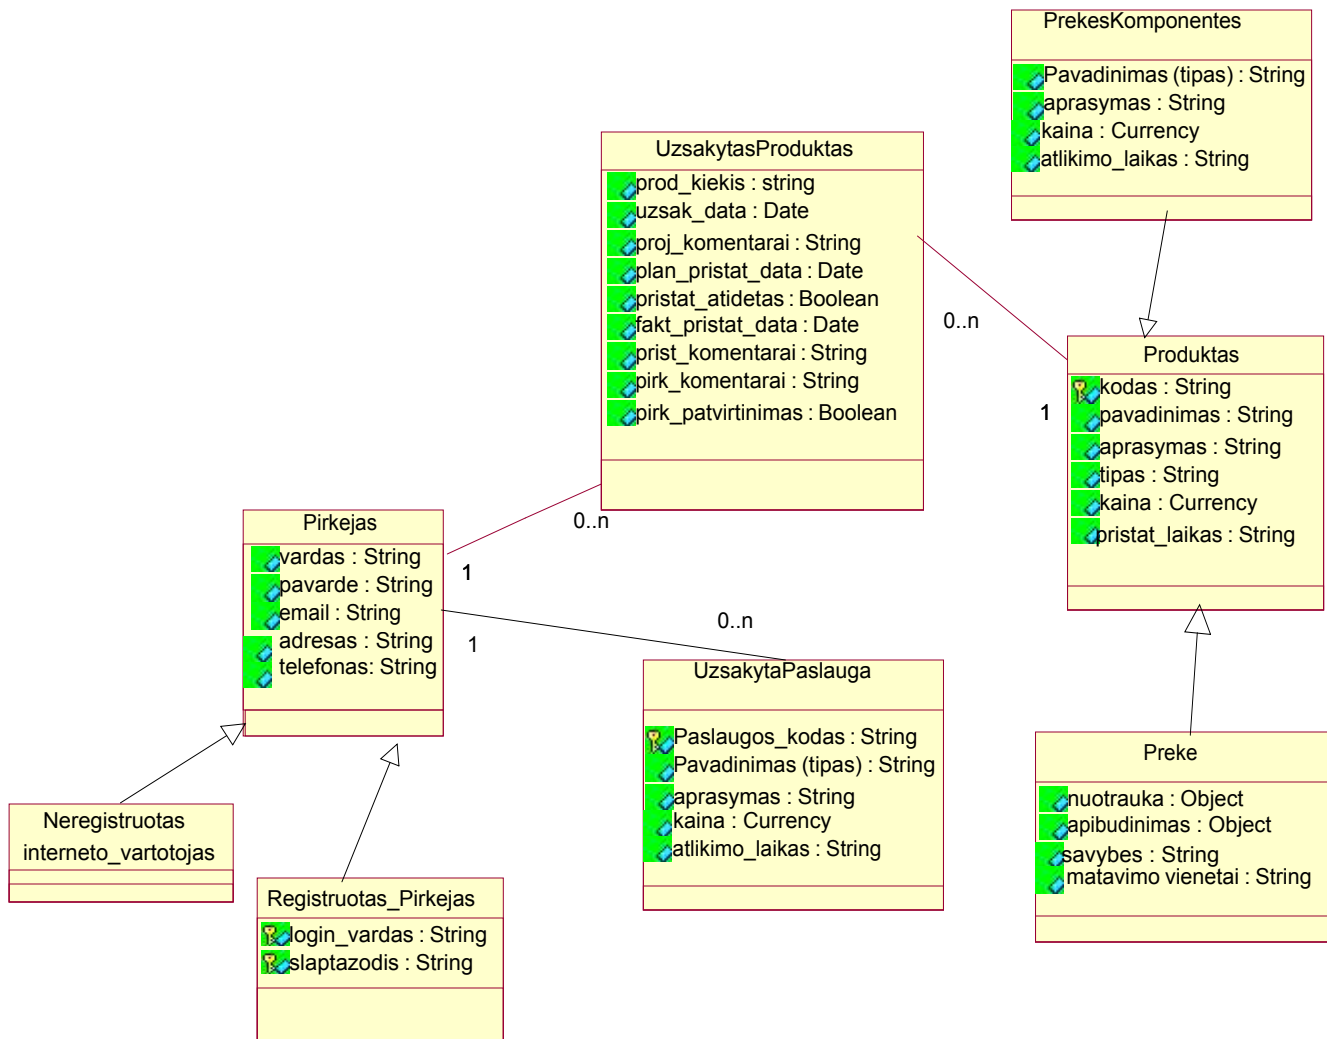 PrekesKomponentes
Pavadinimas (tipas) : String
aprasymas : String
kaina : Currency
atlikimo_laikas : String
UzsakytasProduktas
prod_kiekis : string
uzsak_data : Date
proj_komentarai : String
plan_pristat_data : Date
pristat_atidetas : Boolean
fakt_pristat_data : Date
prist_komentarai : String
pirk_komentarai : String
pirk_patvirtinimas : Boolean
0..n
1
Produktas
kodas : String
pavadinimas : String
aprasymas : String
tipas : String
kaina : Currency
pristat_laikas : String
Pirkejas
vardas : String
pavarde : String
email : String
adresas : String
telefonas: String
0..n
1
1
0..n
UzsakytaPaslauga
Paslaugos_kodas : String
Pavadinimas (tipas) : String
aprasymas : String
kaina : Currency
atlikimo_laikas : String
Preke
nuotrauka : Object
apibudinimas : Object
savybes : String
matavimo vienetai : String
Neregistruotas
interneto_vartotojas
Registruotas_Pirkejas
login_vardas : String
slaptazodis : String